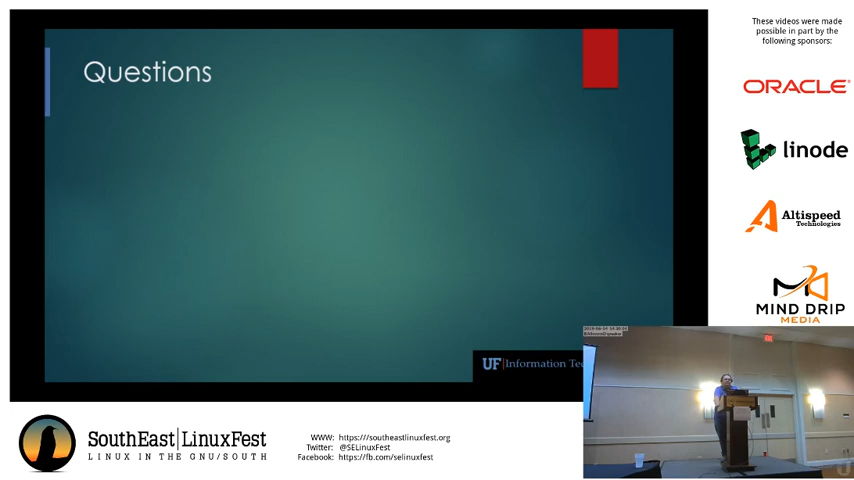 These videos were made
possible in part by the
following sponsors:
Questions
ORACLE
linode
Altispeed
Technologies
MIND DRIP
MEDIA
UF Information Tec
SouthEast LinuxFest
LINUX IN THE GNU/SOUTH
WWW: https:///southeastlinuxfest.org
Twitter: @SELinuxFest
Facebook: https://fb.com/selinuxfest